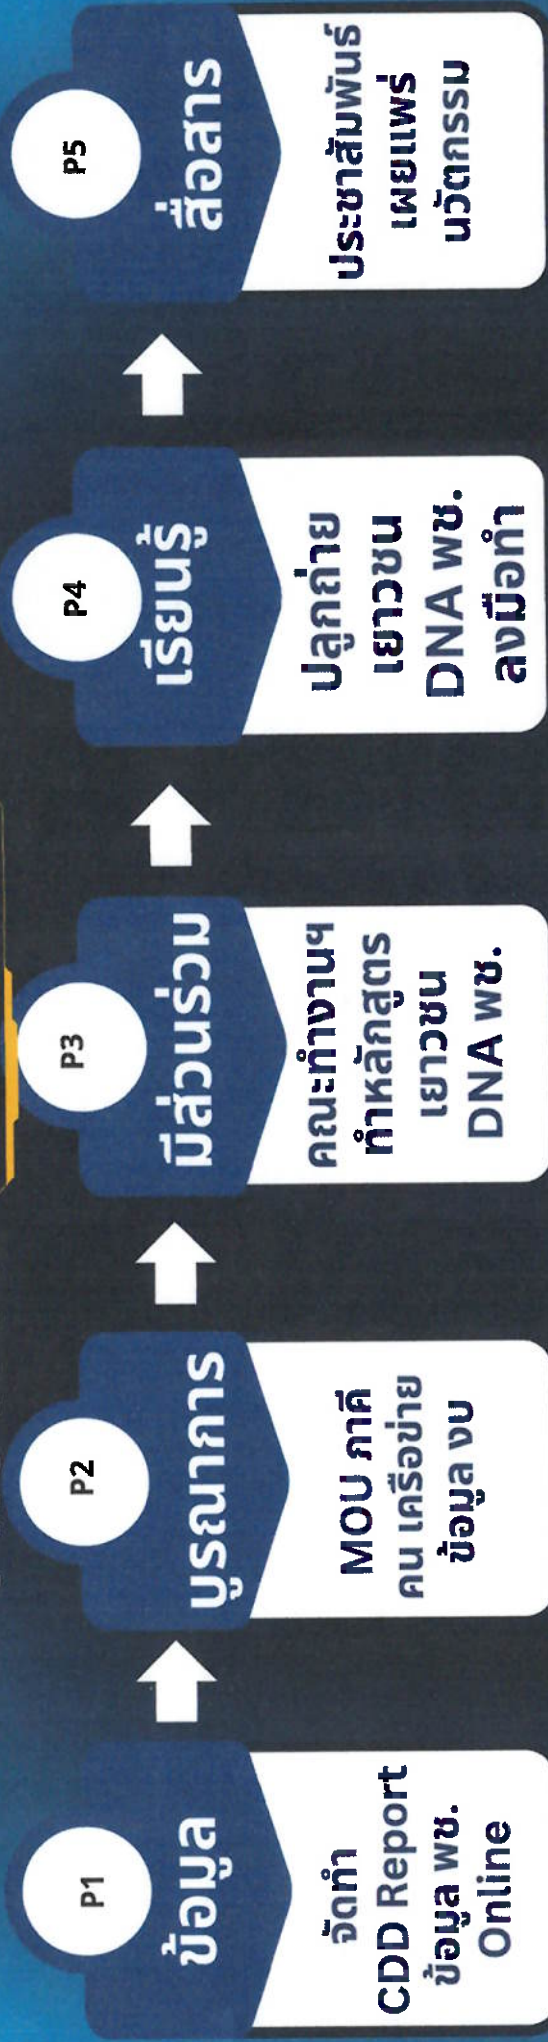 P1
ข้อมูล
จัดทำ
CDD Report
ข้อมูล พช.
Online
P2
บูรณาการ
MOU ภาคี
คน เครือข่าย
ข้อมูล งบ
P3
มีส่วนร่วม
คณะทำงานฯ
ทำหลักสูตร
เยาวชน
DNA พช.
P4
เรียนรู้
ปลูกถ่าย
เยาวชน
DNA พช.
ลงมือทำ
P5
สื่อสาร
ประชาสัมพันธ์
เผยแพร่
นวัตกรรม